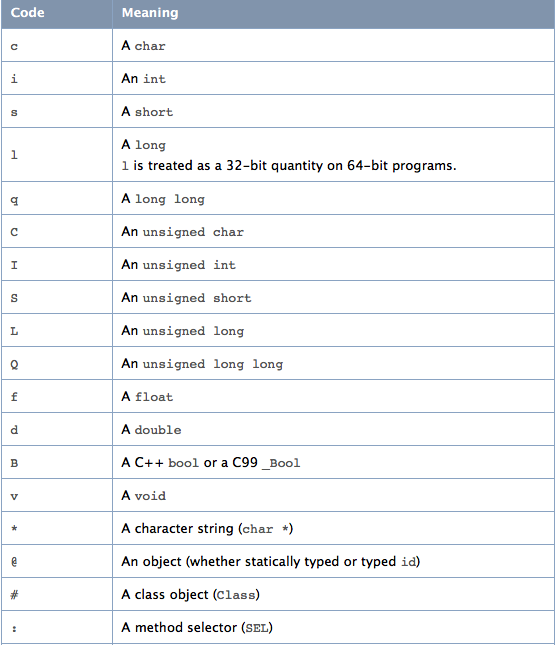 Code Meaning
c A char
i An int
s A short
l A long
l is treated as a 32-bit quantity on 64-bit programs.
q A long long
C An unsigned char
I An unsigned int
S An unsigned short
L An unsigned long
Q An unsigned long long
f A float
d A double
B A C++ bool or a C99 _Bool
v A void
* A character string (char *)
@ An object (whether statically typed or typed id)
# A class object (Class)
: A method selector (SEL)